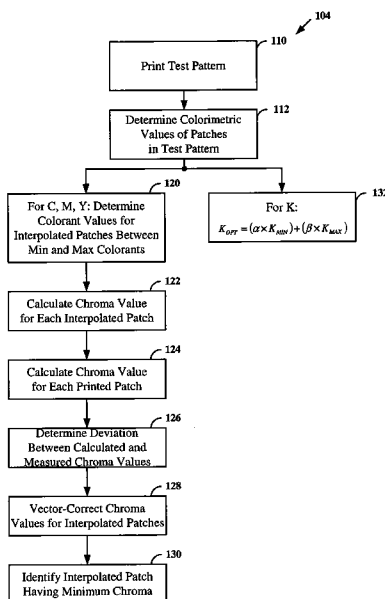 104
110
Print Test Pattern
112
Determine Colorimetric
Values of Patches
in Test Pattern
120
For C, M, Y: Determine
Colorant Values for
Interpolated Patches Between
Min and Max Colorants
132
For K:
K_OPT = (α × K_MIN) + (β × K_MAX)
122
Calculate Chroma Value
for Each Interpolated Patch
124
Calculate Chroma Value
for Each Printed Patch
126
Determine Deviation
Between Calculated and
Measured Chroma Values
128
Vector-Correct Chroma
Values for Interpolated Patches
130
Identify Interpolated Patch
Having Minimum Chroma